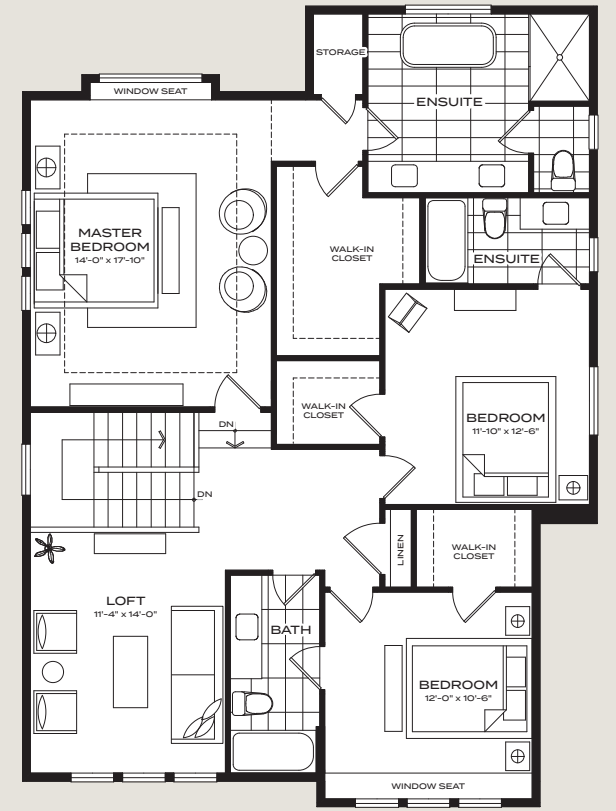 STORAGE
ENSUITE
WINDOW SEAT
MASTER
BEDROOM
14'-0" x 17'-10"
WALK-IN
CLOSET
ENSUITE
WALK-IN
CLOSET
BEDROOM
11'-10" x 12'-6"
DN
DN
LINEN
WALK-IN
CLOSET
LOFT
11'-4" x 14'-0"
BATH
BEDROOM
12'-0" x 10'-6"
WINDOW SEAT